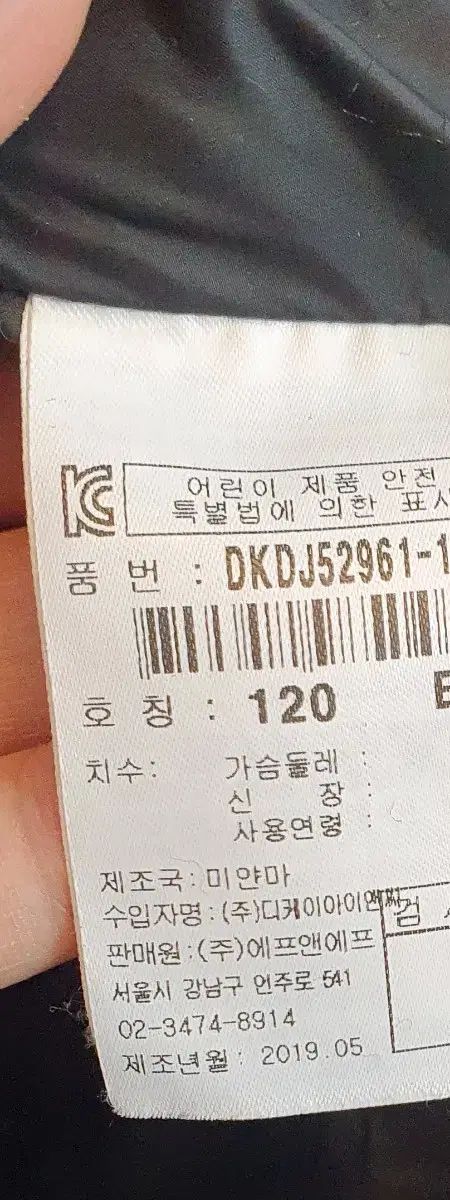 KC
어린이 제품 안전
특별법에 의한 표시
품 번 : DKDJ52961-1
호 칭 : 120
치수: 가슴둘레 :
신 장 :
사용연령 :
제조국: 미얀마
수입자명: (주)디케이아이앤씨
검
판매원: (주)에프앤에프
서울시 강남구 언주로 541
02-3474-8914
제조년월: 2019.05